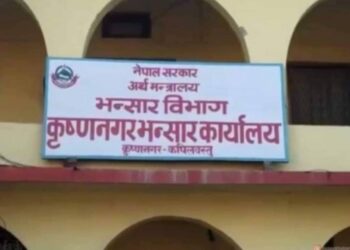 नेपाल सरकार
अर्थ मन्त्रालय
भन्सार विभाग
कृष्णनगर भन्सार कार्यालय
कृष्णनगर - कपिलवस्तु